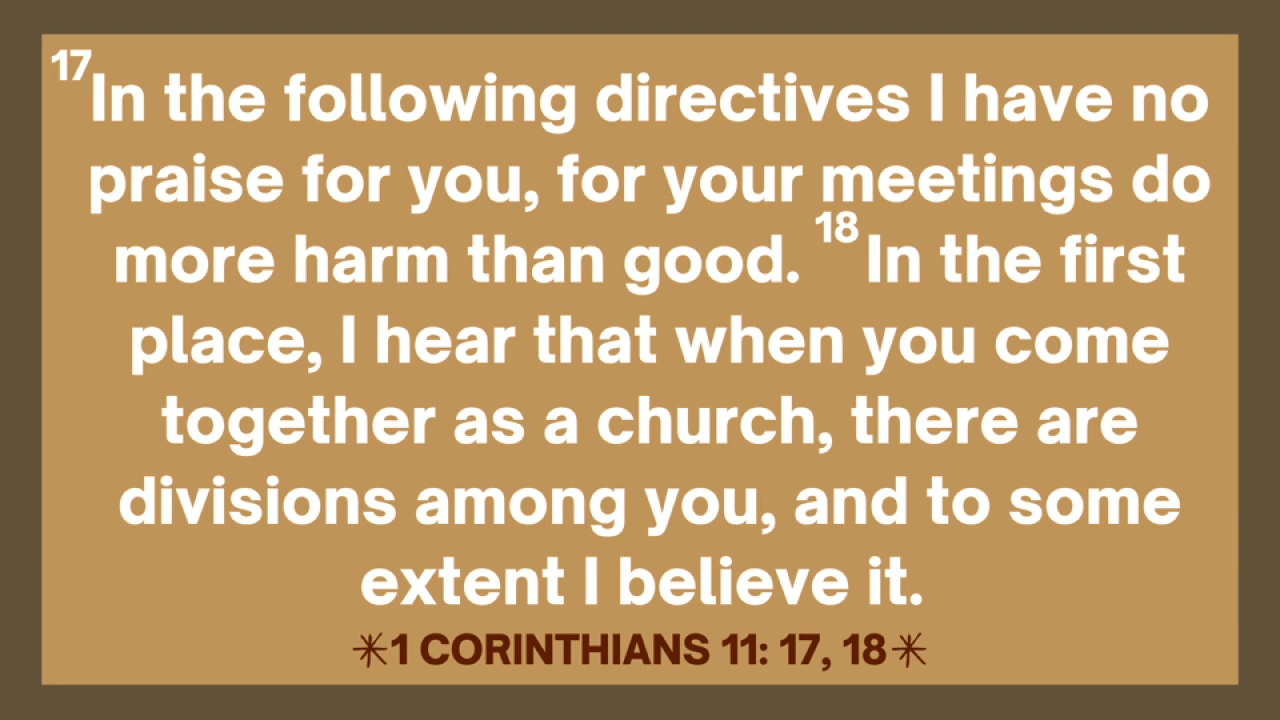 17In the following directives I have no
praise for you, for your meetings do
more harm than good. 18 In the first
place, I hear that when you come
together as a church, there are
divisions among you, and to some
extent I believe it.
✳1 CORINTHIANS 11: 17, 18✳